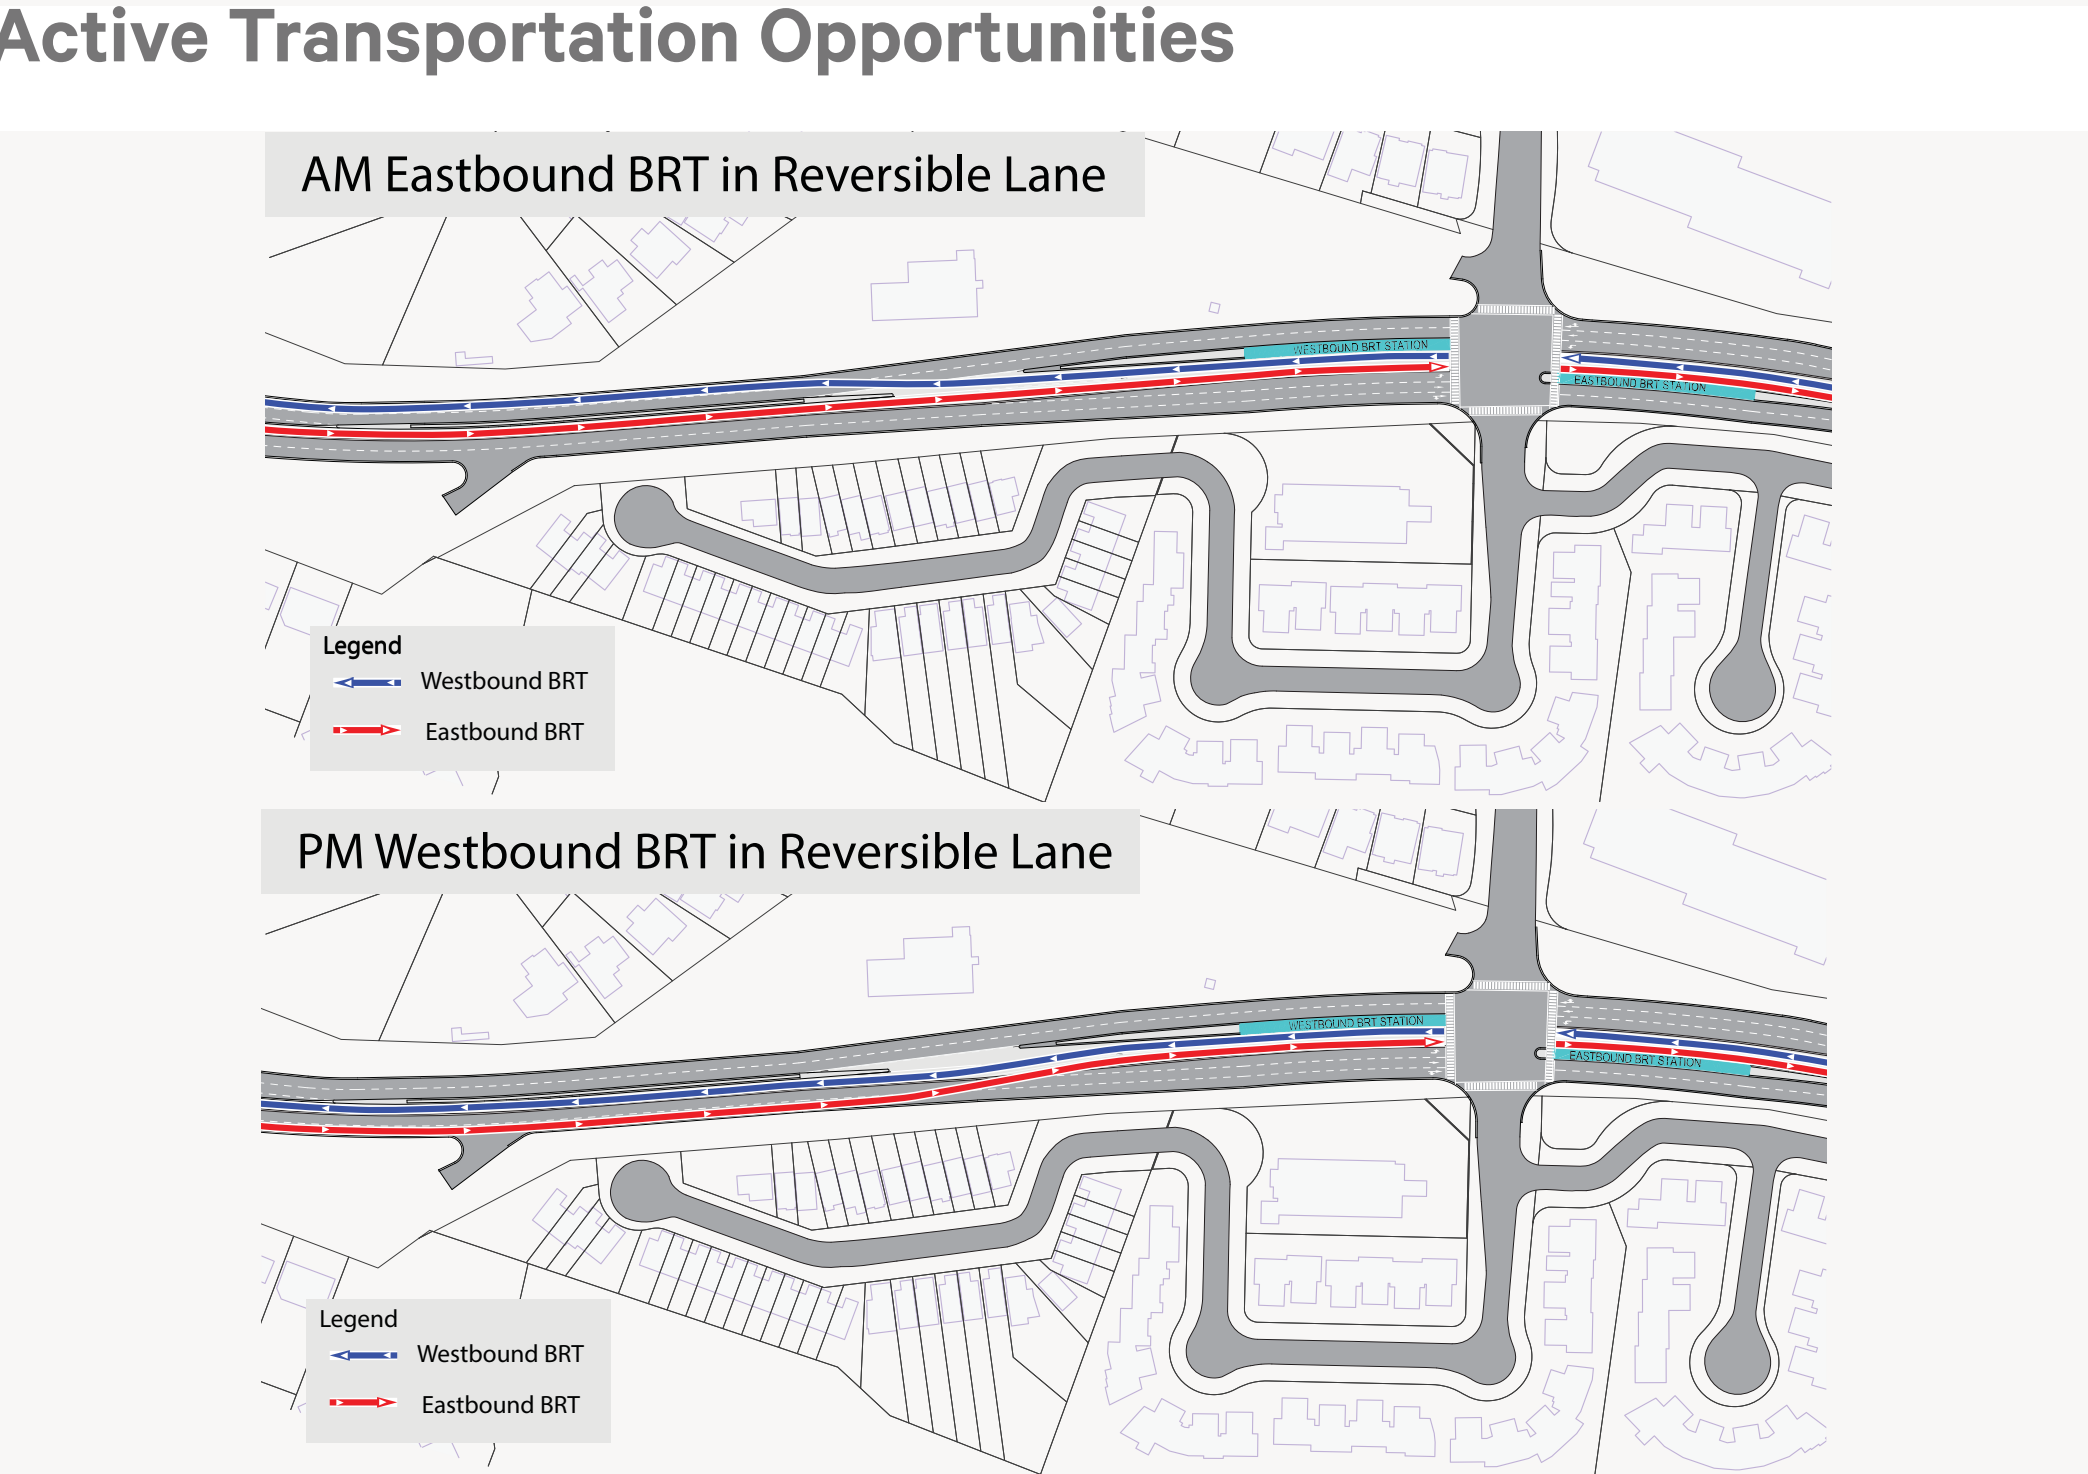 Active Transportation Opportunities
AM Eastbound BRT in Reversible Lane
WESTBOUND BRT STATION
EASTBOUND BRT STATION
Legend
Westbound BRT
Eastbound BRT
PM Westbound BRT in Reversible Lane
WESTBOUND BRT STATION
EASTBOUND BRT STATION
Legend
Westbound BRT
Eastbound BRT